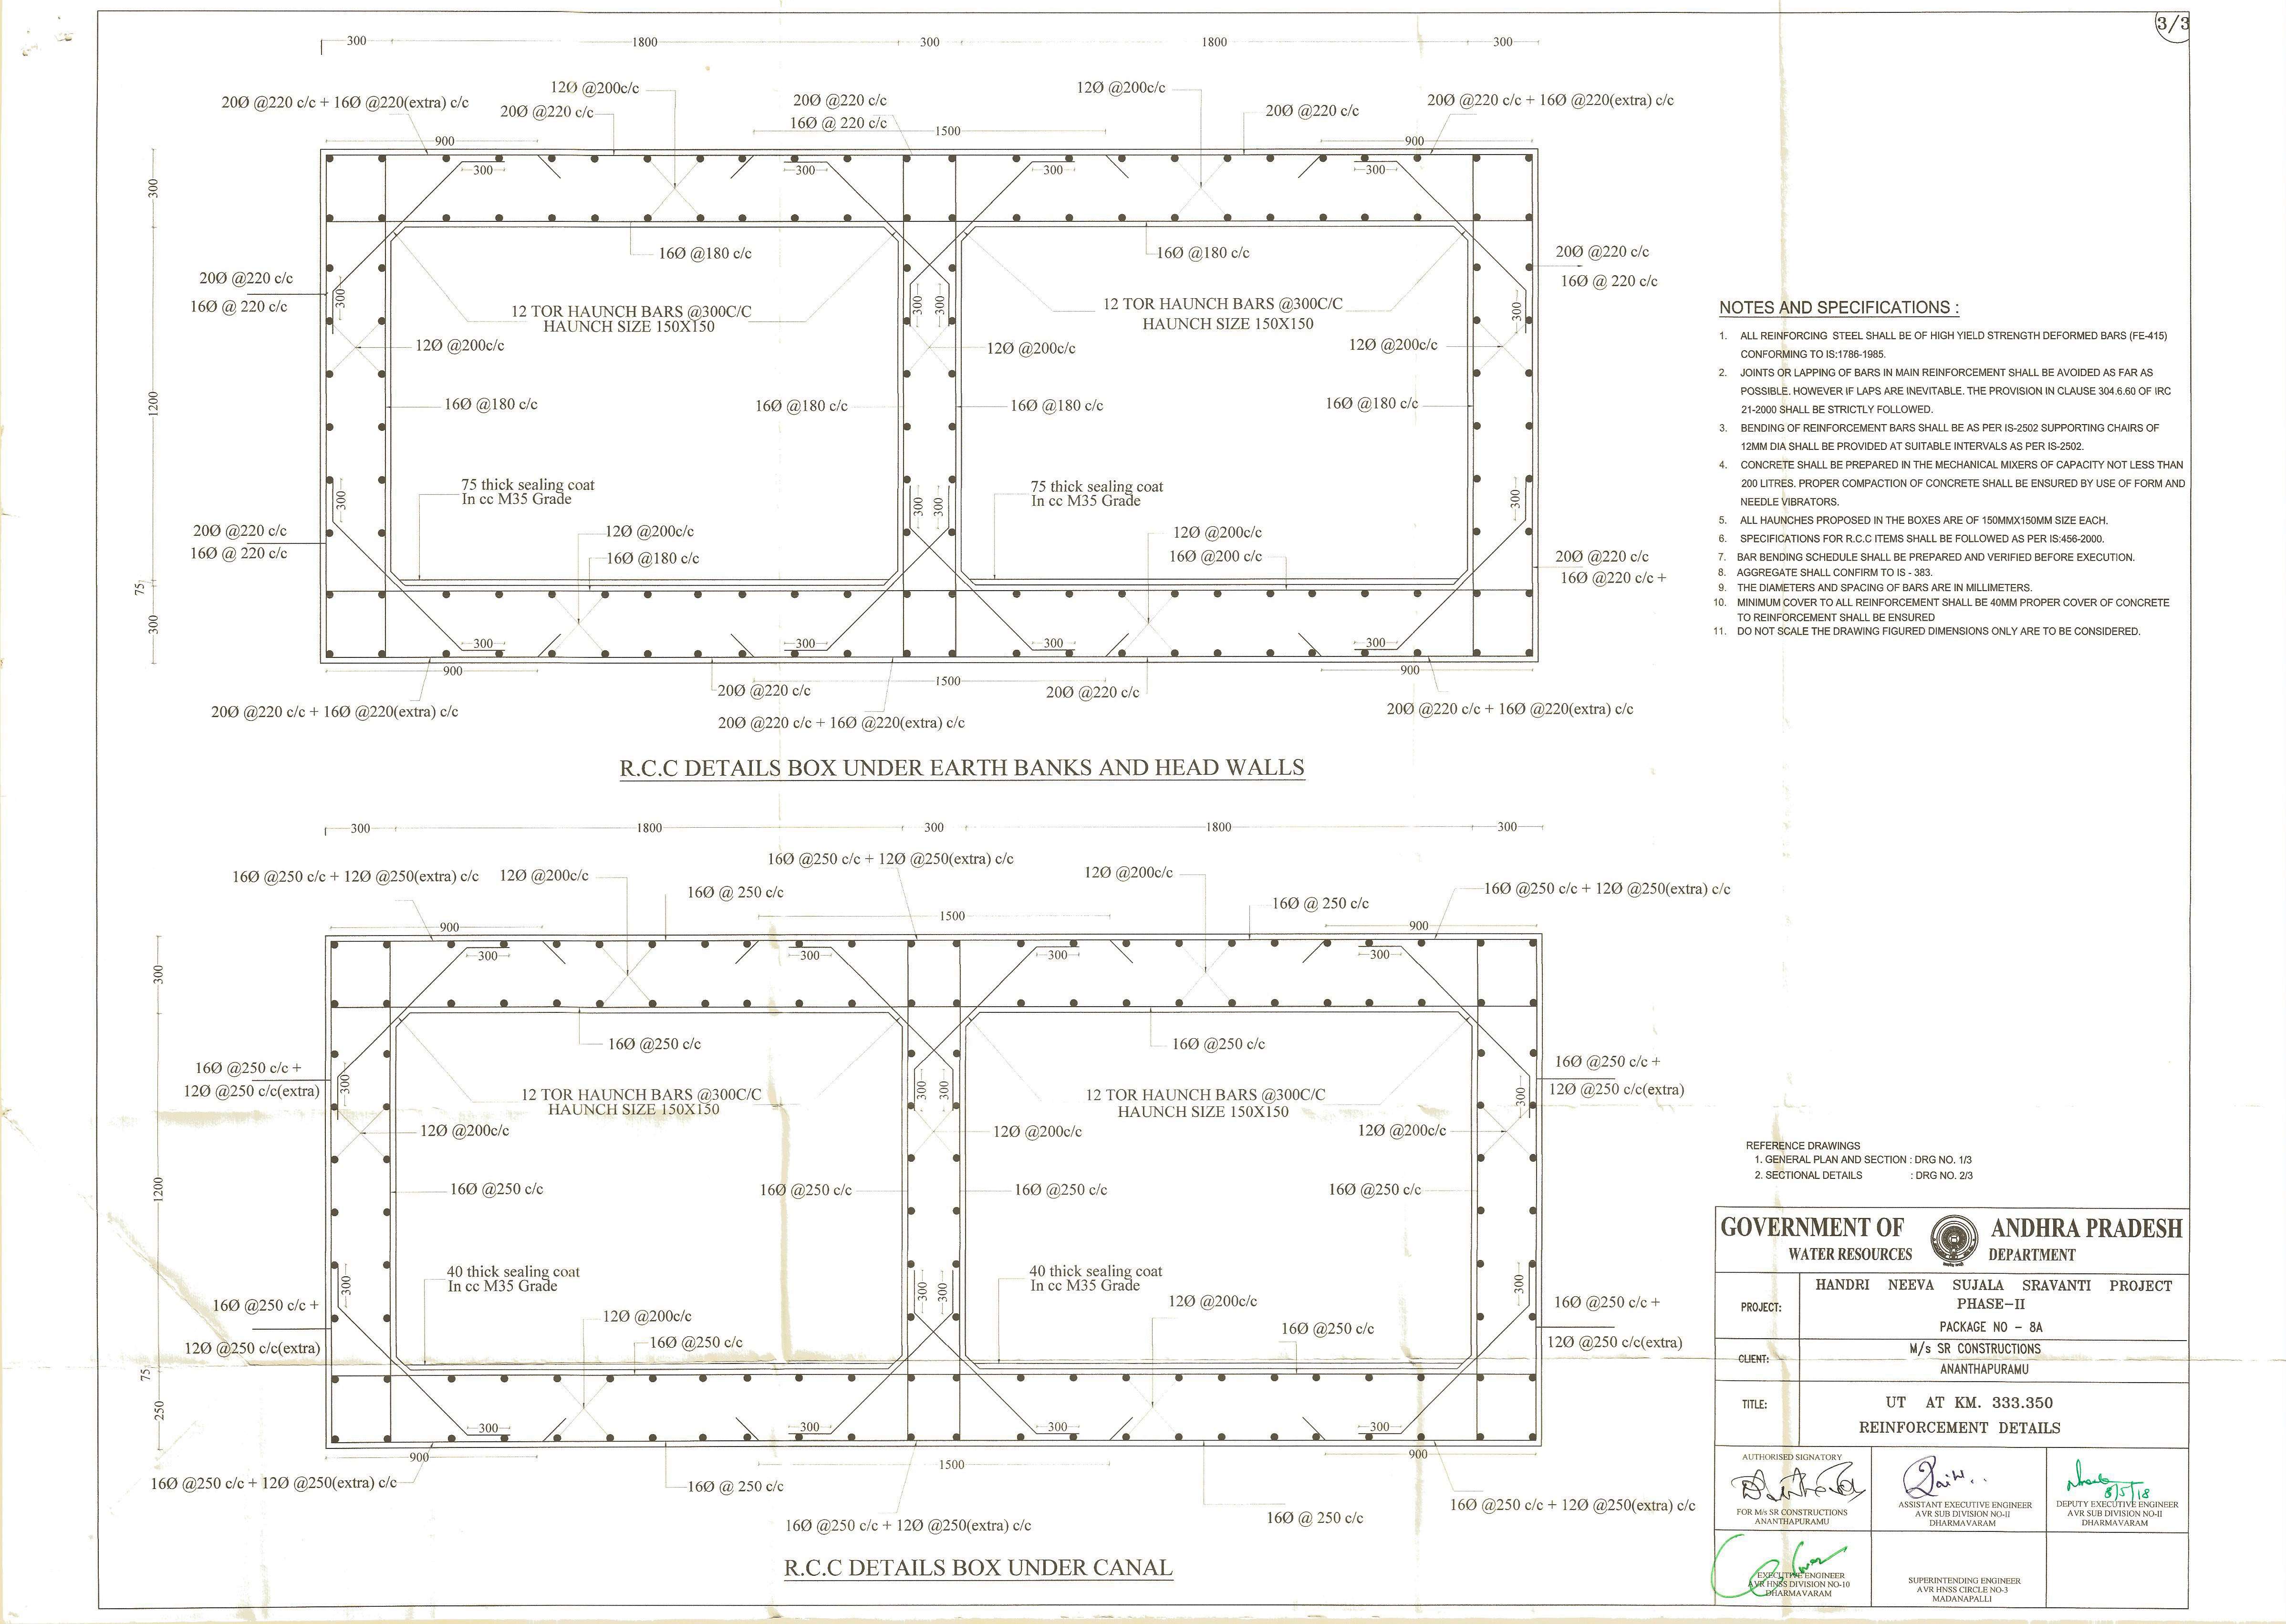 3/3
300 1800 300 1800 300
20Ø @220 c/c + 16Ø @220(extra) c/c
12Ø @200c/c
20Ø @220 c/c
20Ø @220 c/c
16Ø @ 220 c/c
1500
12Ø @200c/c
20Ø @220 c/c
20Ø @220 c/c + 16Ø @220(extra) c/c
900
900
300
300
300
300
300
16Ø @180 c/c
16Ø @180 c/c
20Ø @220 c/c
16Ø @ 220 c/c
20Ø @220 c/c
16Ø @ 220 c/c
300
300
300
300
12 TOR HAUNCH BARS @300C/C
HAUNCH SIZE 150X150
12 TOR HAUNCH BARS @300C/C
HAUNCH SIZE 150X150
12Ø @200c/c
12Ø @200c/c
12Ø @200c/c
1200
16Ø @180 c/c
16Ø @180 c/c
16Ø @180 c/c
16Ø @180 c/c
75 thick sealing coat
In cc M35 Grade
75 thick sealing coat
In cc M35 Grade
300
300
300
300
20Ø @220 c/c
16Ø @ 220 c/c
12Ø @200c/c
16Ø @180 c/c
12Ø @200c/c
16Ø @200 c/c
20Ø @220 c/c
16Ø @220 c/c +
75
300
300
300
300
300
900
1500
900
20Ø @220 c/c
20Ø @220 c/c
20Ø @220 c/c + 16Ø @220(extra) c/c
20Ø @220 c/c + 16Ø @220(extra) c/c
20Ø @220 c/c + 16Ø @220(extra) c/c
R.C.C DETAILS BOX UNDER EARTH BANKS AND HEAD WALLS
300 1800 300 1800 300
16Ø @250 c/c + 12Ø @250(extra) c/c
12Ø @200c/c
16Ø @ 250 c/c
16Ø @250 c/c + 12Ø @250(extra) c/c
12Ø @200c/c
16Ø @ 250 c/c
16Ø @250 c/c + 12Ø @250(extra) c/c
900
1500
900
300
300
300
300
300
16Ø @250 c/c
16Ø @250 c/c
16Ø @250 c/c +
12Ø @250 c/c(extra)
16Ø @250 c/c +
12Ø @250 c/c(extra)
300
300
300
300
12 TOR HAUNCH BARS @300C/C
HAUNCH SIZE 150X150
12 TOR HAUNCH BARS @300C/C
HAUNCH SIZE 150X150
12Ø @200c/c
12Ø @200c/c
12Ø @200c/c
1200
16Ø @250 c/c
16Ø @250 c/c
16Ø @250 c/c
16Ø @250 c/c
40 thick sealing coat
In cc M35 Grade
40 thick sealing coat
In cc M35 Grade
300
300
300
300
16Ø @250 c/c +
12Ø @250 c/c(extra)
12Ø @200c/c
16Ø @250 c/c
12Ø @200c/c
16Ø @250 c/c
16Ø @250 c/c +
12Ø @250 c/c(extra)
75
250
300
300
300
300
900
1500
900
16Ø @250 c/c + 12Ø @250(extra) c/c
16Ø @ 250 c/c
16Ø @250 c/c + 12Ø @250(extra) c/c
16Ø @ 250 c/c
16Ø @250 c/c + 12Ø @250(extra) c/c
R.C.C DETAILS BOX UNDER CANAL
NOTES AND SPECIFICATIONS :
1. ALL REINFORCING STEEL SHALL BE OF HIGH YIELD STRENGTH DEFORMED BARS (FE-415)
CONFORMING TO IS:1786-1985.
2. JOINTS OR LAPPING OF BARS IN MAIN REINFORCEMENT SHALL BE AVOIDED AS FAR AS
POSSIBLE. HOWEVER IF LAPS ARE INEVITABLE. THE PROVISION IN CLAUSE 304.6.60 OF IRC
21-2000 SHALL BE STRICTLY FOLLOWED.
3. BENDING OF REINFORCEMENT BARS SHALL BE AS PER IS-2502 SUPPORTING CHAIRS OF
12MM DIA SHALL BE PROVIDED AT SUITABLE INTERVALS AS PER IS-2502.
4. CONCRETE SHALL BE PREPARED IN THE MECHANICAL MIXERS OF CAPACITY NOT LESS THAN
200 LITRES. PROPER COMPACTION OF CONCRETE SHALL BE ENSURED BY USE OF FORM AND
NEEDLE VIBRATORS.
5. ALL HAUNCHES PROPOSED IN THE BOXES ARE OF 150MMX150MM SIZE EACH.
6. SPECIFICATIONS FOR R.C.C ITEMS SHALL BE FOLLOWED AS PER IS:456-2000.
7. BAR BENDING SCHEDULE SHALL BE PREPARED AND VERIFIED BEFORE EXECUTION.
8. AGGREGATE SHALL CONFIRM TO IS - 383.
9. THE DIAMETERS AND SPACING OF BARS ARE IN MILLIMETERS.
10. MINIMUM COVER TO ALL REINFORCEMENT SHALL BE 40MM PROPER COVER OF CONCRETE
TO REINFORCEMENT SHALL BE ENSURED
11. DO NOT SCALE THE DRAWING FIGURED DIMENSIONS ONLY ARE TO BE CONSIDERED.
REFERENCE DRAWINGS
1. GENERAL PLAN AND SECTION : DRG NO. 1/3
2. SECTIONAL DETAILS : DRG NO. 2/3
GOVERNMENT OF ANDHRA PRADESH
WATER RESOURCES DEPARTMENT
PROJECT: HANDRI NEEVA SUJALA SRAVANTI PROJECT
PHASE-II
PACKAGE NO - 8A
CLIENT: M/s SR CONSTRUCTIONS
ANANTHAPURAMU
TITLE: UT AT KM. 333.350
REINFORCEMENT DETAILS
AUTHORISED SIGNATORY
FOR M/s SR CONSTRUCTIONS
ANANTHAPURAMU
ASSISTANT EXECUTIVE ENGINEER
AVR SUB DIVISION NO-II
DHARMAVARAM
8/5/18
DEPUTY EXECUTIVE ENGINEER
AVR SUB DIVISION NO-II
DHARMAVARAM
EXECUTIVE ENGINEER
AVR HNSS DIVISION NO-10
DHARMAVARAM
SUPERINTENDING ENGINEER
AVR HNSS CIRCLE NO-3
MADANAPALLI